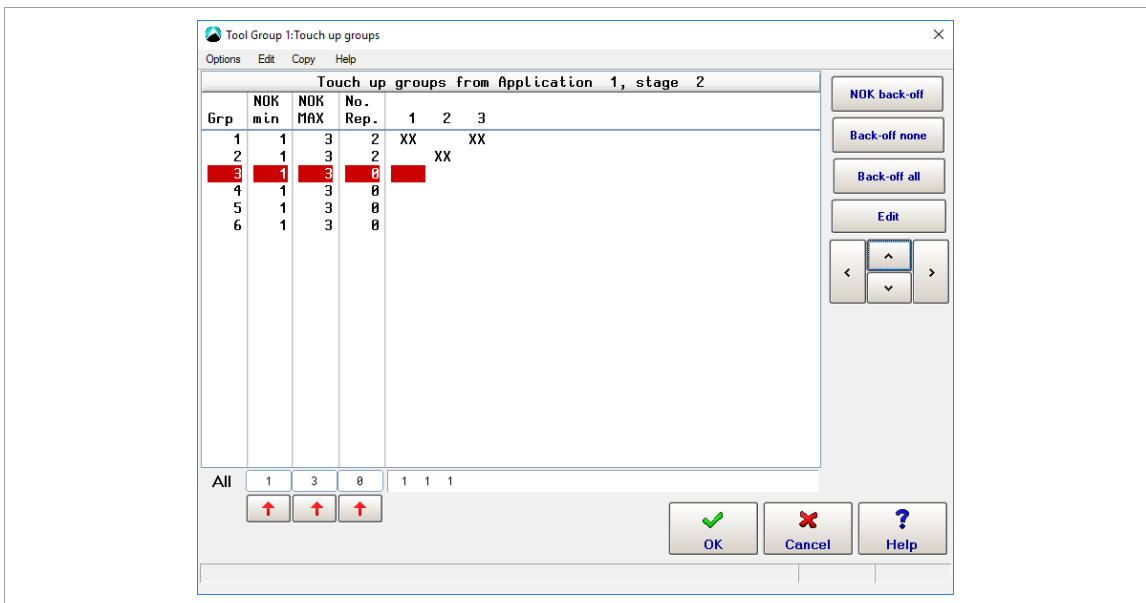 Tool Group 1:Touch up groups
Options Edit Copy Help
Touch up groups from Application 1, stage 2
NOK NOK No.
Grp min MAX Rep. 1 2 3
1 1 3 2 XX XX
2 1 3 2 XX
3 1 3 0
4 1 3 0
5 1 3 0
6 1 3 0
NOK back-off
Back-off none
Back-off all
Edit
All 1 3 0 1 1 1
OK Cancel Help